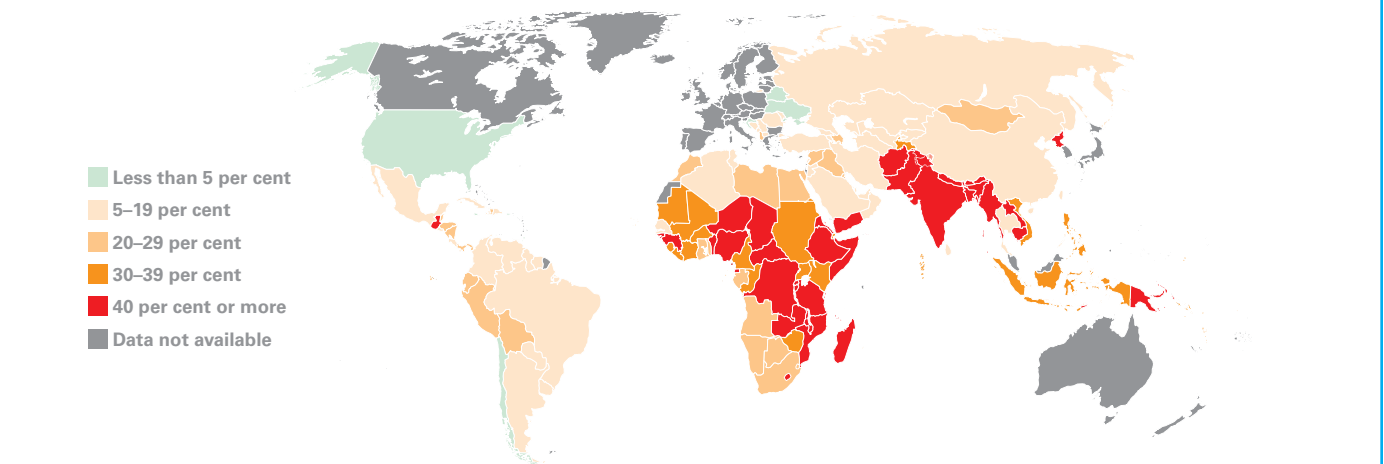 Less than 5 per cent
5–19 per cent
20–29 per cent
30–39 per cent
40 per cent or more
Data not available